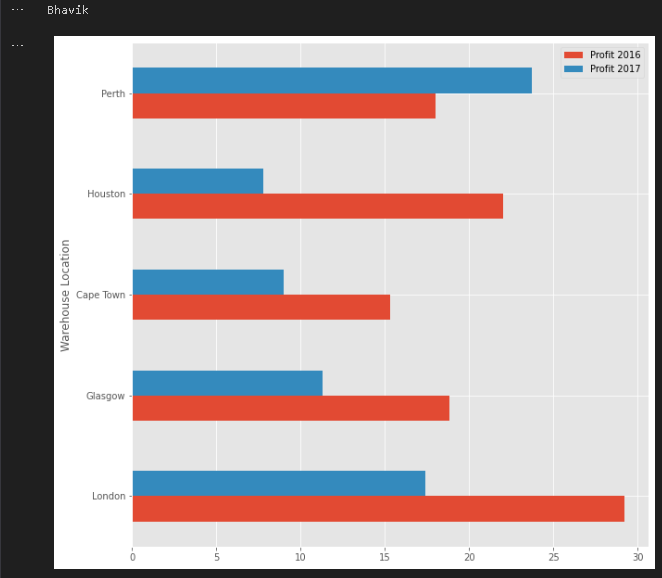 ...
Bhavik
...
Profit 2016
Profit 2017
Perth
Houston
Cape Town
Glasgow
London
Warehouse Location
0 5 10 15 20 25 30